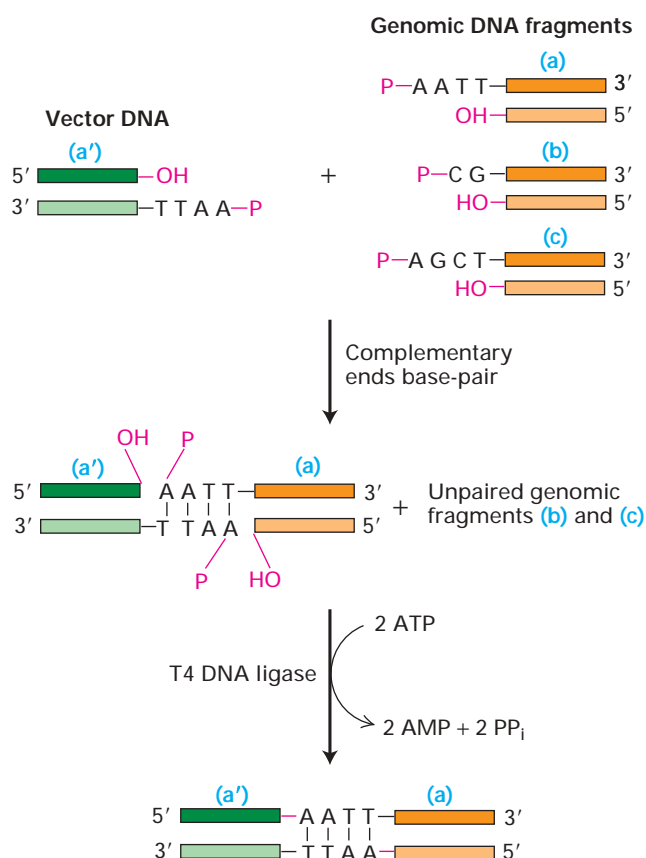 Genomic DNA fragments
(a)
P–A A T T– 3′
OH– 5′
Vector DNA
(a′)
5′ –OH
3′ –T T A A–P
+
(b)
P–C G– 3′
HO– 5′
(c)
P–A G C T– 3′
HO– 5′
Complementary
ends base-pair
OH P
(a′) (a)
5′ A A T T– 3′
3′ –T T A A 5′
P HO
+ Unpaired genomic
fragments (b) and (c)
2 ATP
T4 DNA ligase
2 AMP + 2 PPi
(a′) (a)
5′ –A A T T– 3′
3′ –T T A A– 5′